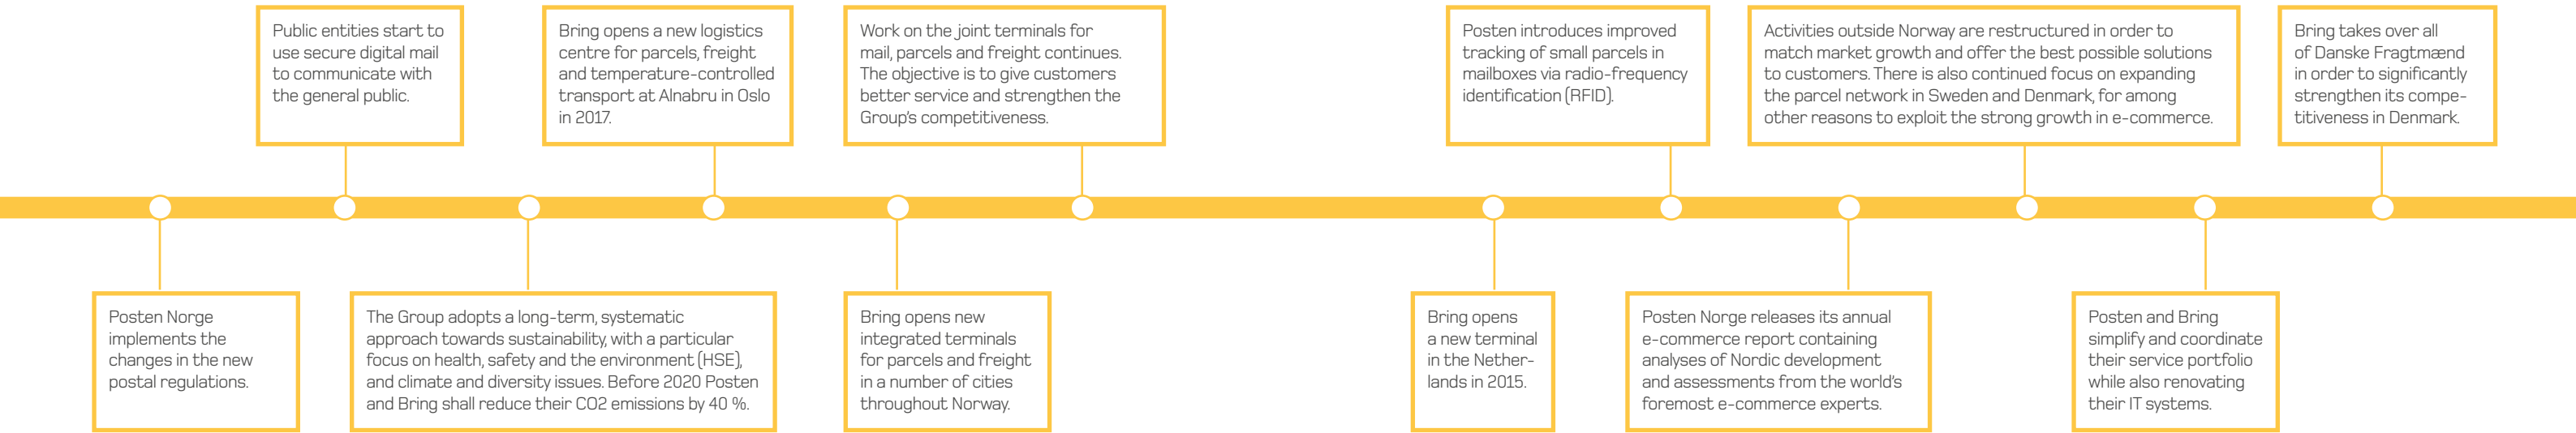 Public entities start to
use secure digital mail
to communicate with
the general public.
Bring opens a new logistics
centre for parcels, freight
and temperature-controlled
transport at Alnabru in Oslo
in 2017.
Work on the joint terminals for
mail, parcels and freight continues.
The objective is to give customers
better service and strengthen the
Group's competitiveness.
Posten introduces improved
tracking of small parcels in
mailboxes via radio-frequency
identification (RFID).
Activities outside Norway are restructured in order to
match market growth and offer the best possible solutions
to customers. There is also continued focus on expanding
the parcel network in Sweden and Denmark, for among
other reasons to exploit the strong growth in e-commerce.
Bring takes over all
of Danske Fragtmænd
in order to significantly
strengthen its compe-
titiveness in Denmark.
Posten Norge
implements the
changes in the new
postal regulations.
The Group adopts a long-term, systematic
approach towards sustainability, with a particular
focus on health, safety and the environment (HSE),
and climate and diversity issues. Before 2020 Posten
and Bring shall reduce their CO2 emissions by 40 %.
Bring opens new
integrated terminals
for parcels and freight
in a number of cities
throughout Norway.
Bring opens
a new terminal
in the Nether-
lands in 2015.
Posten Norge releases its annual
e-commerce report containing
analyses of Nordic development
and assessments from the world's
foremost e-commerce experts.
Posten and Bring
simplify and coordinate
their service portfolio
while also renovating
their IT systems.